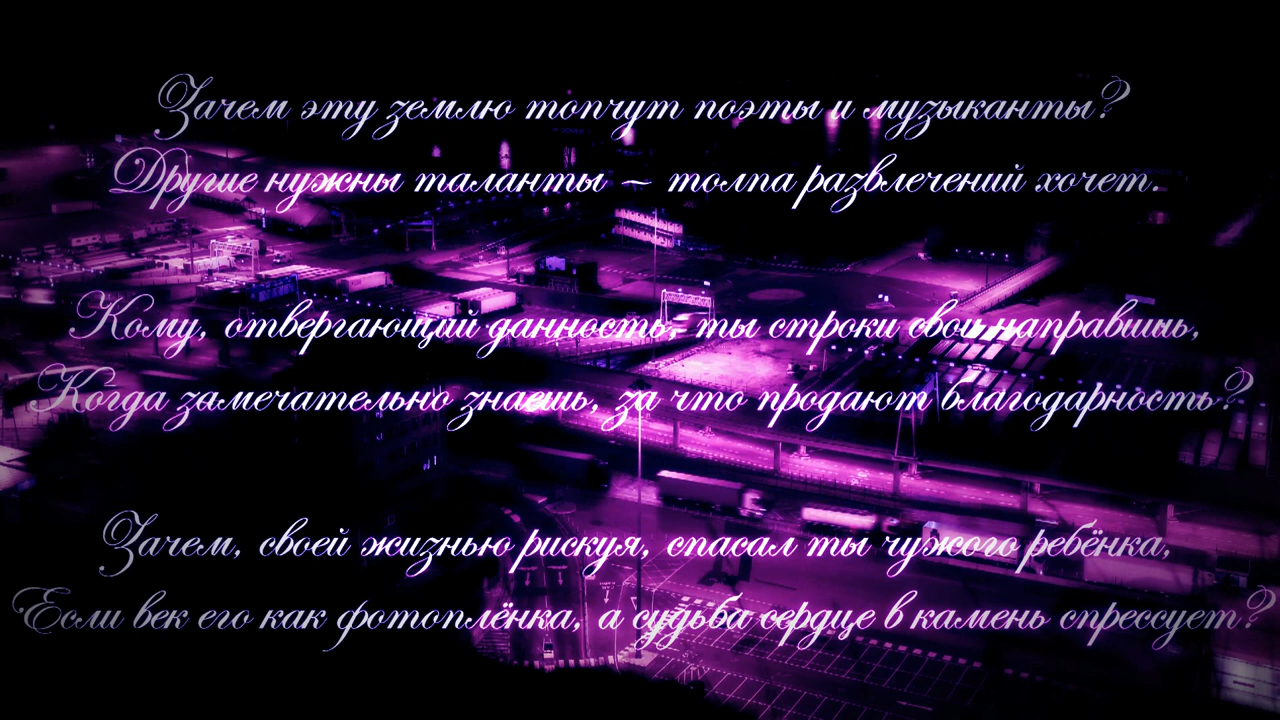 Зачем эту землю топчут поэты и музыканты?
Другие нужны таланты – толпа развлечений хочет.
Кому, отвергающий данность, ты строки свои направишь,
Когда замечательно знаешь, за что продают благодарность?
Зачем, своей жизнью рискуя, спасал ты чужого ребёнка,
Если век его как фотоплёнка, а судьба сердце в камень спрессует?